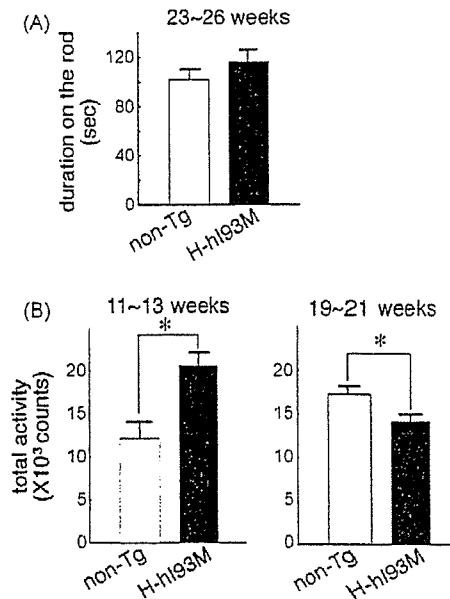 (A)
23~26 weeks
duration on the rod
(sec)
120
80
40
0
non-Tg
H-hI93M
(B)
11~13 weeks
19~21 weeks
total activity
(X10³ counts)
*
20
15
10
5
0
non-Tg
H-hI93M
*
20
15
10
5
0
non-Tg
H-hI93M